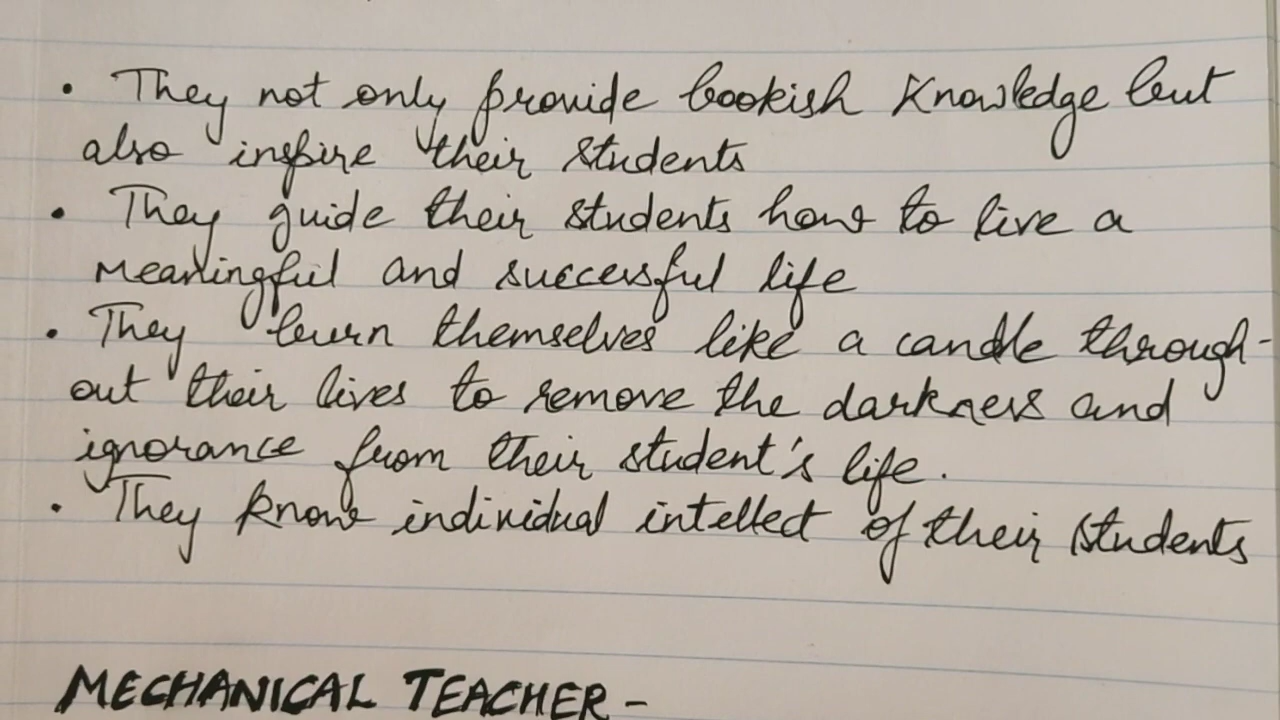 • They not only provide bookish Knowledge but
also inspire their students
• They guide their students how to live a
Meaningful and successful life
• They burn themselves like a candle through-
out their lives to remove the darkness and
ignorance from their student's life.
• They know individual intellect of their students
MECHANICAL TEACHER -